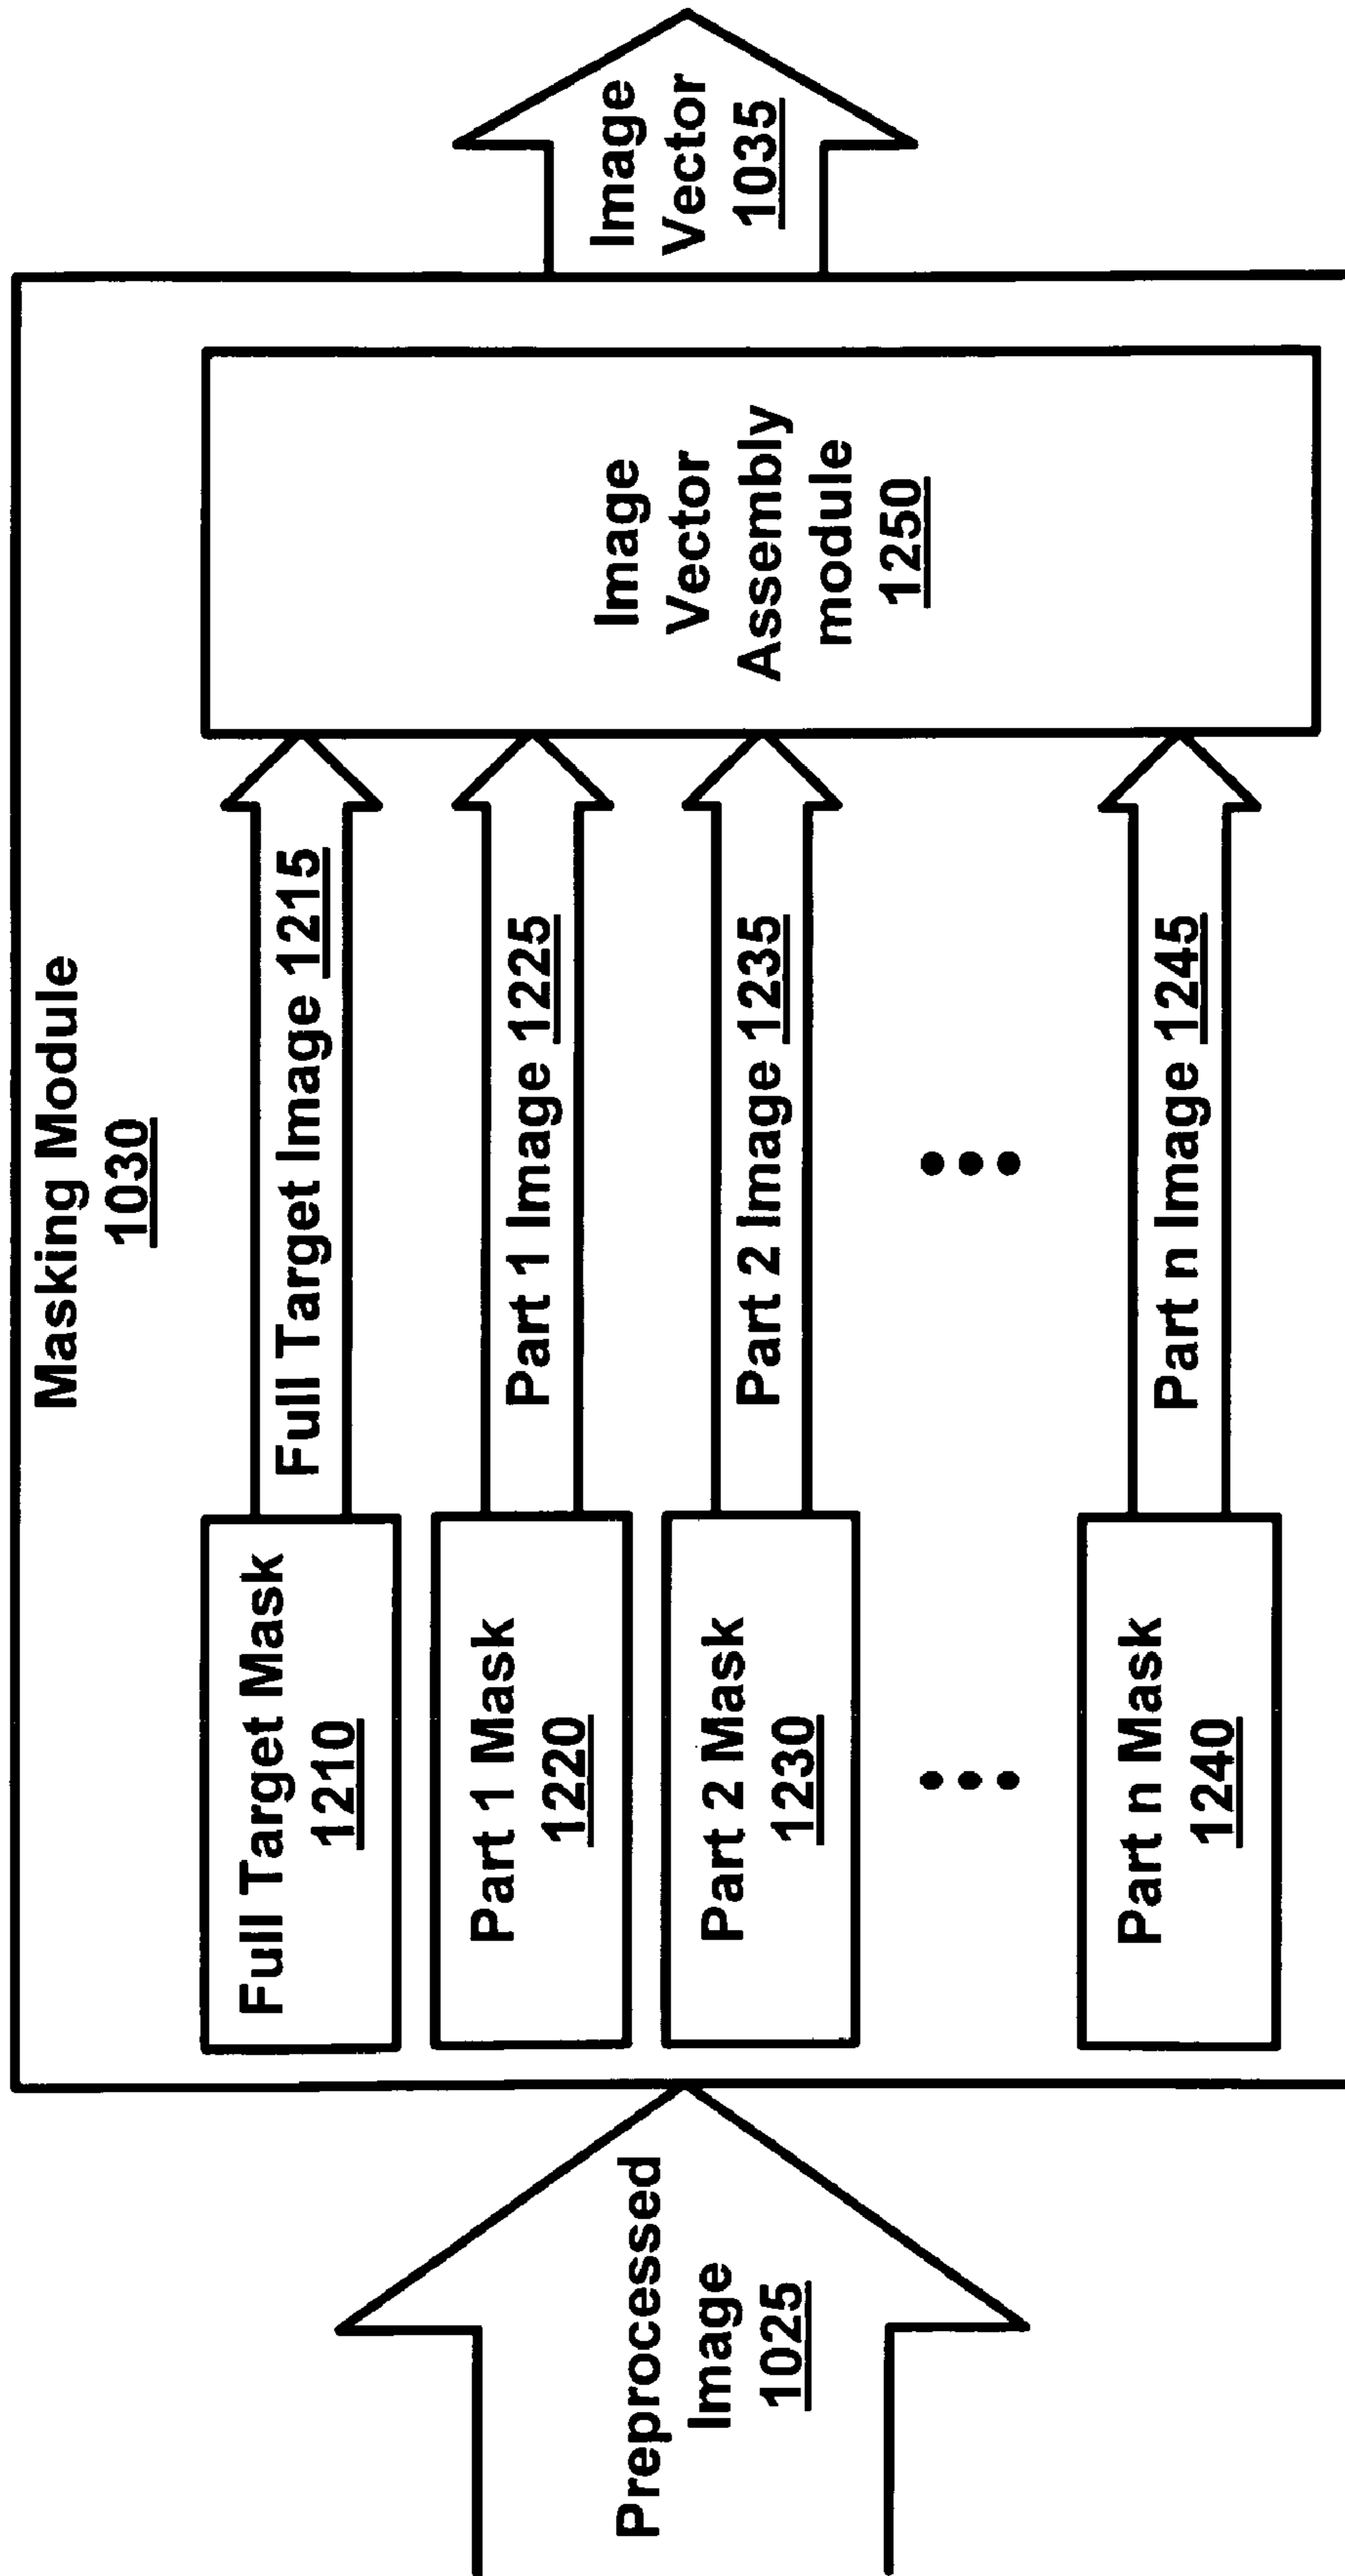 Masking Module
1030
Preprocessed
Image
1025
Full Target Mask
1210
Full Target Image 1215
Part 1 Mask
1220
Part 1 Image 1225
Part 2 Mask
1230
Part 2 Image 1235
Part n Mask
1240
Part n Image 1245
Image
Vector
Assembly
module
1250
Image
Vector
1035